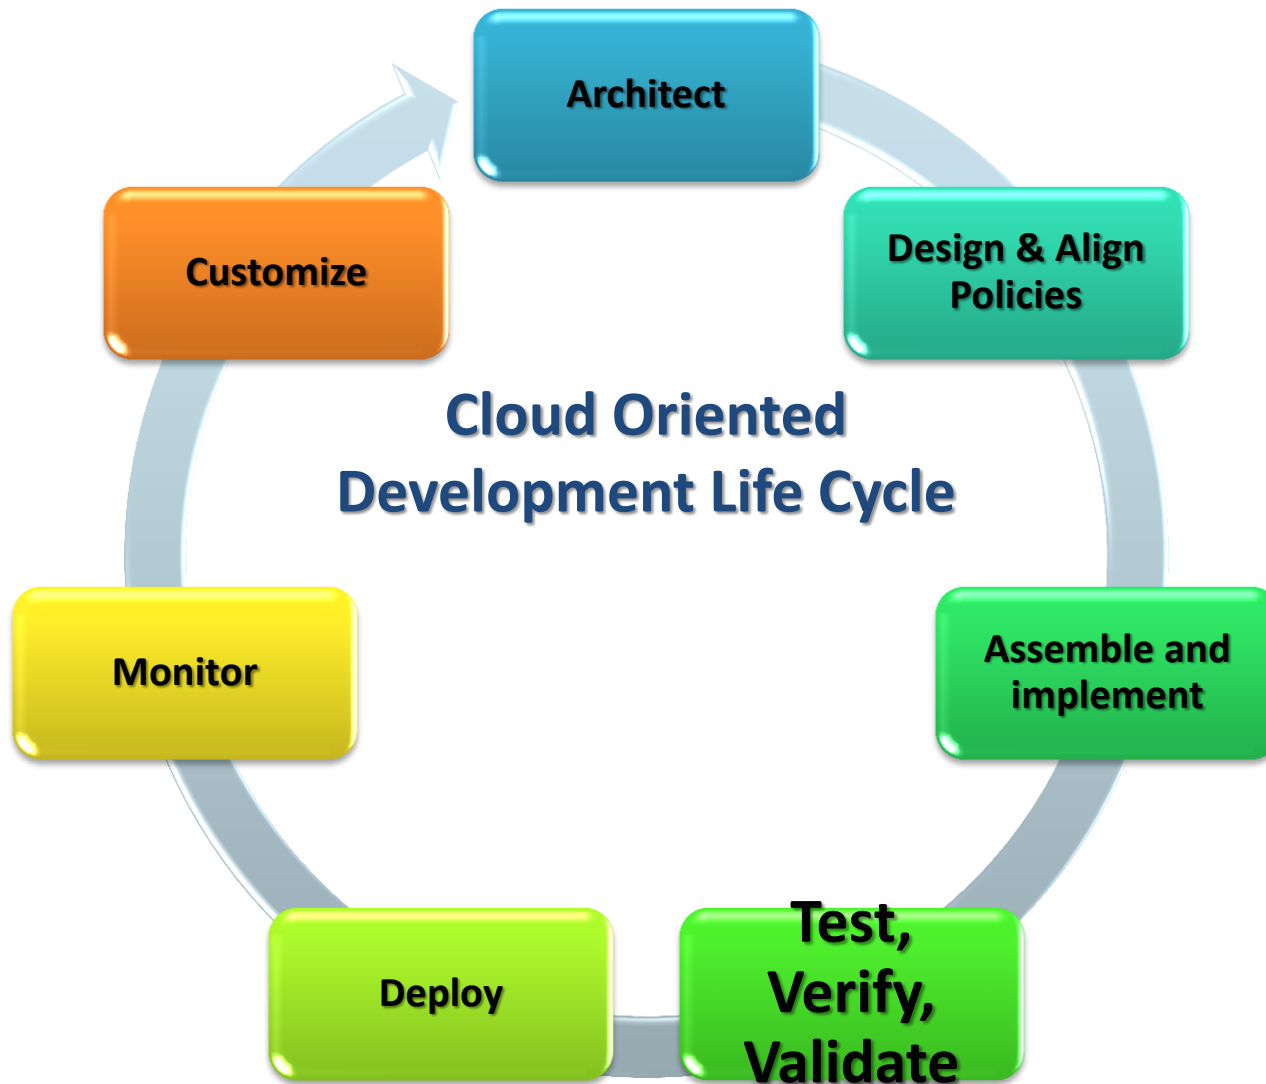 Architect
Design & Align
Policies
Assemble and
implement
Test,
Verify,
Validate
Deploy
Monitor
Customize
Cloud Oriented
Development Life Cycle